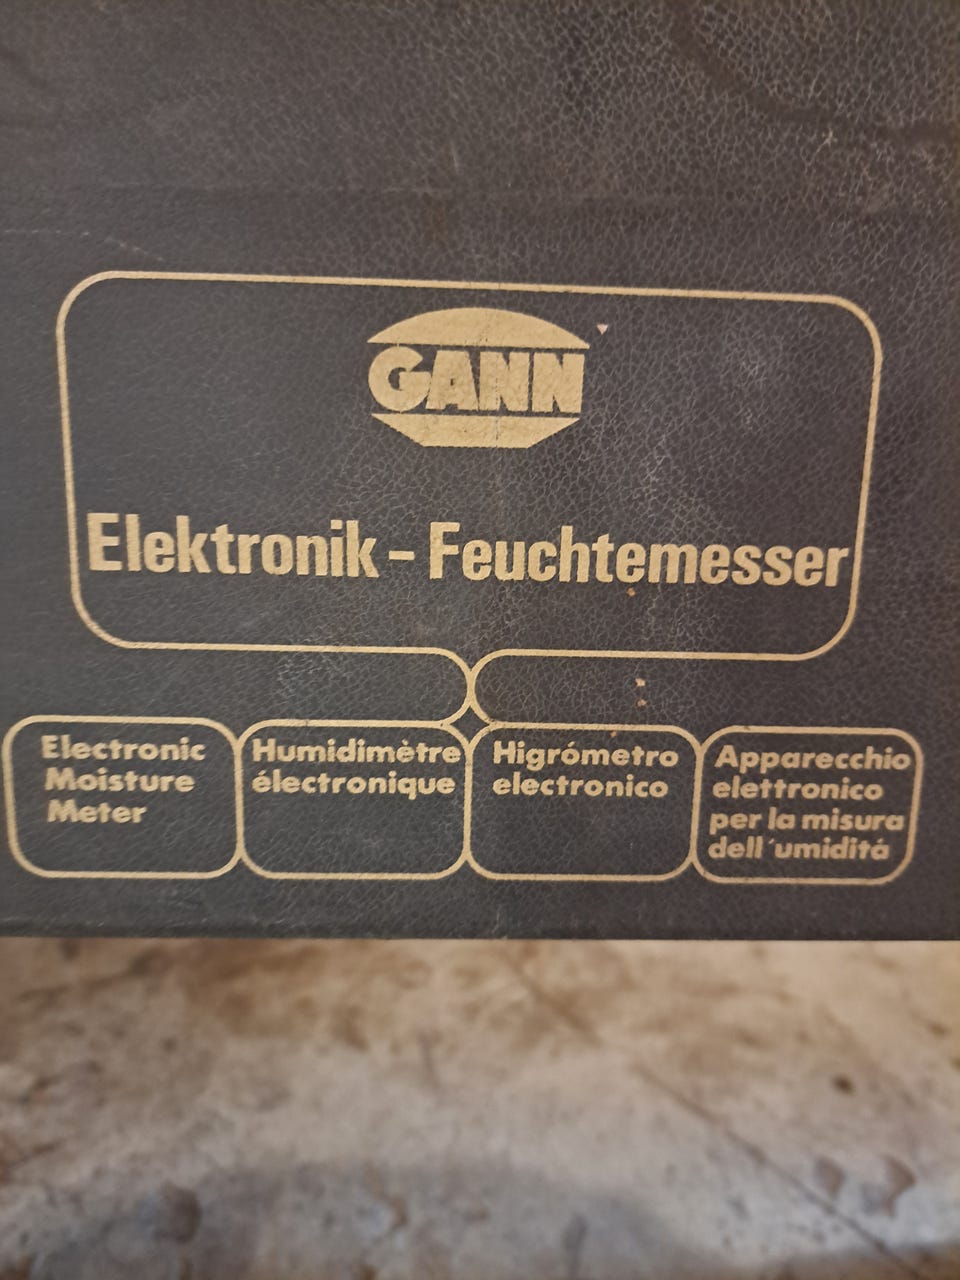 GANN
Elektronik - Feuchtemesser
Electronic
Moisture
Meter
Humidimètre
électronique
Higrómetro
electronico
Apparecchio
elettronico
per la misura
dell'umiditá